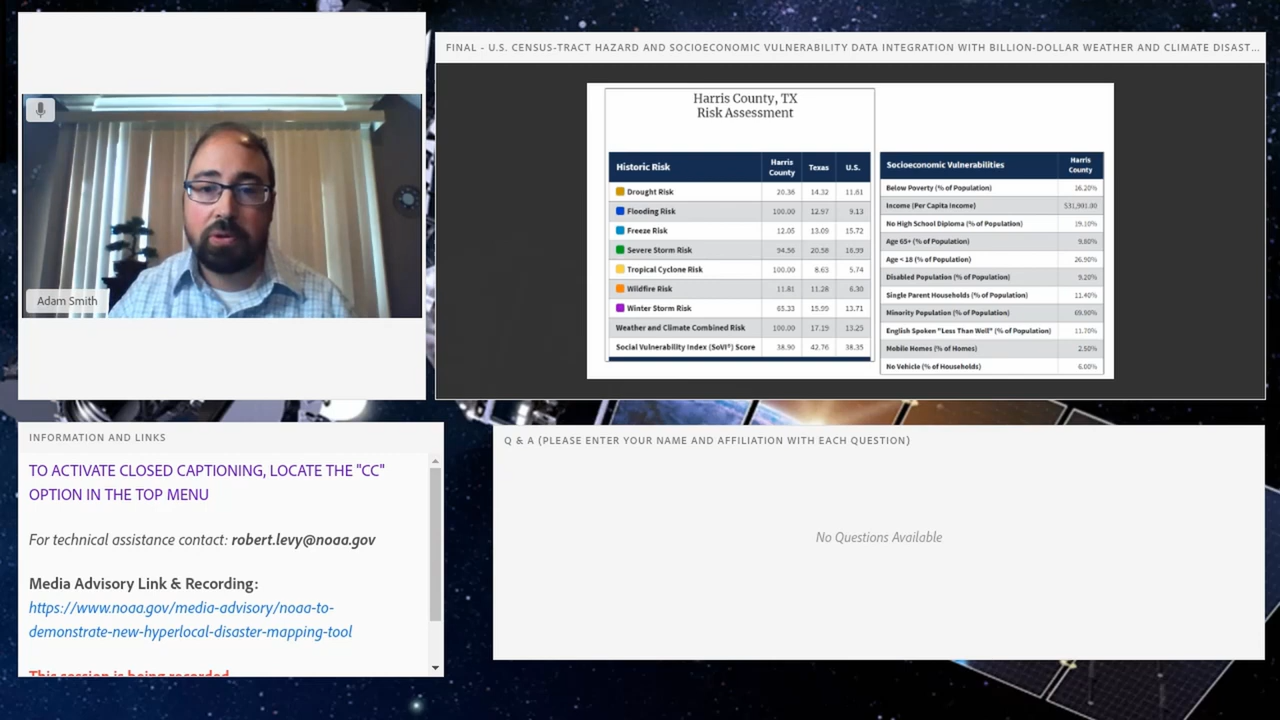 Adam Smith
FINAL - U.S. CENSUS-TRACT HAZARD AND SOCIOECONOMIC VULNERABILITY DATA INTEGRATION WITH BILLION-DOLLAR WEATHER AND CLIMATE DISAST...
Harris County, TX
Risk Assessment
Historic Risk Harris County Texas U.S.
Drought Risk 20.36 14.32 11.61
Flooding Risk 100.00 12.97 9.13
Freeze Risk 12.05 13.09 15.72
Severe Storm Risk 94.56 20.58 18.99
Tropical Cyclone Risk 100.00 8.63 5.74
Wildfire Risk 11.81 11.28 6.30
Winter Storm Risk 65.33 15.99 13.71
Weather and Climate Combined Risk 100.00 17.19 13.25
Social Vulnerability Index (SoVI®) Score 38.90 42.76 38.35
Socioeconomic Vulnerabilities Harris County
Below Poverty (% of Population) 16.20%
Income (Per Capita Income) $31,901.00
No High School Diploma (% of Population) 19.10%
Age 65+ (% of Population) 9.80%
Age < 18 (% of Population) 26.90%
Disabled Population (% of Population) 9.20%
Single Parent Households (% of Population) 11.40%
Minority Population (% of Population) 69.90%
English Spoken "Less Than Well" (% of Population) 11.70%
Mobile Homes (% of Homes) 2.50%
No Vehicle (% of Households) 6.00%
INFORMATION AND LINKS
TO ACTIVATE CLOSED CAPTIONING, LOCATE THE "CC"
OPTION IN THE TOP MENU
For technical assistance contact: robert.levy@noaa.gov
Media Advisory Link & Recording:
https://www.noaa.gov/media-advisory/noaa-to-
demonstrate-new-hyperlocal-disaster-mapping-tool
This session is being recorded
Q & A (PLEASE ENTER YOUR NAME AND AFFILIATION WITH EACH QUESTION)
No Questions Available